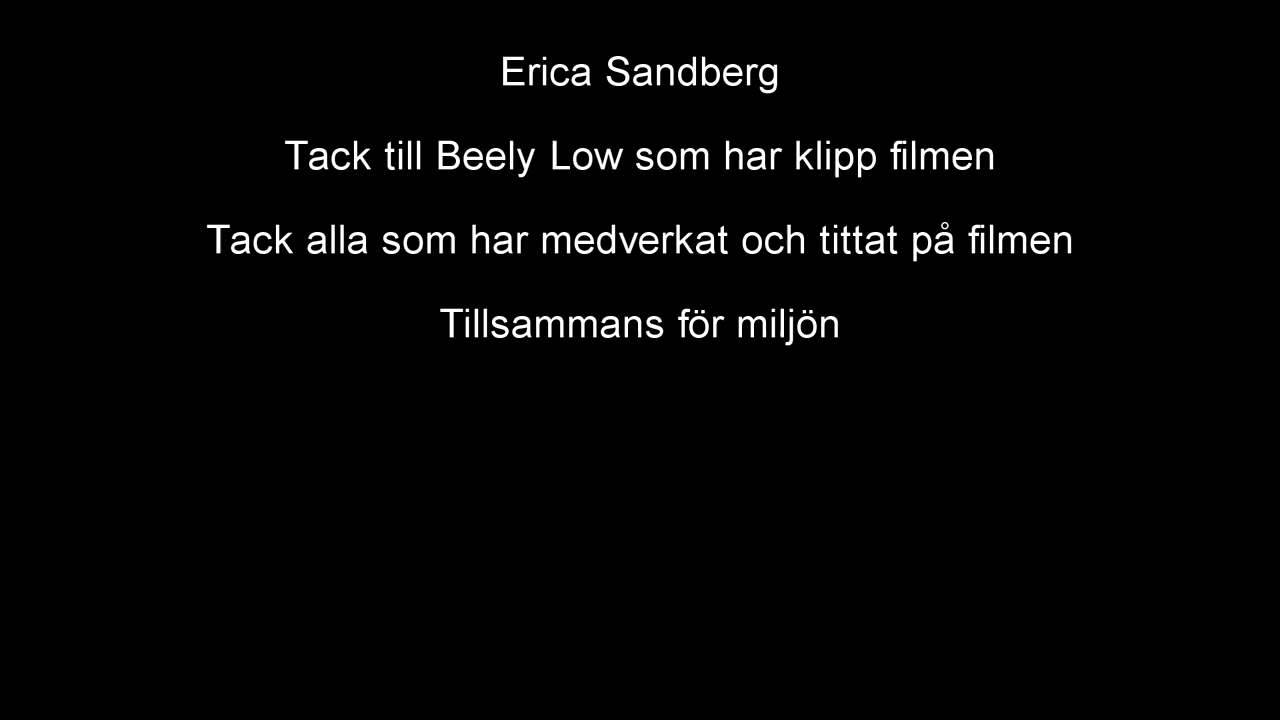 Erica Sandberg
Tack till Beely Low som har klipp filmen
Tack alla som har medverkat och tittat på filmen
Tillsammans för miljön